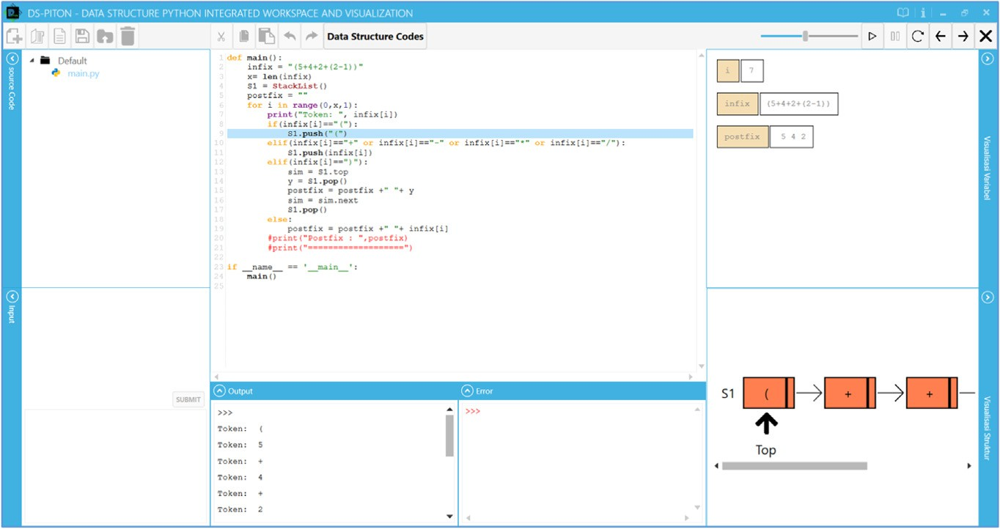 DS-PITON - DATA STRUCTURE PYTHON INTEGRATED WORKSPACE AND VISUALIZATION
Data Structure Codes
source Code
Default
main.py
1 def main():
2 infix = "(5+4+2+(2-1))"
3 x= len(infix)
4 S1 = StackList()
5 postfix = ""
6 for i in range(0,x,1):
7 print("Token: ", infix[i])
8 if(infix[i]=="("):
9 S1.push("(")
10 elif(infix[i]=="+" or infix[i]=="-" or infix[i]=="*" or infix[i]=="/"):
11 S1.push(infix[i])
12 elif(infix[i]==")"):
13 sim = S1.top
14 y = S1.pop()
15 postfix = postfix +" "+ y
16 sim = sim.next
17 S1.pop()
18 else:
19 postfix = postfix +" "+ infix[i]
20 #print("Postfix : ",postfix)
21 #print("===================")
22
23 if __name__ == '__main__':
24 main()
25
i 7
infix (5+4+2+(2-1))
postfix 5 4 2
Visualisasi Variabel
Input
SUBMIT
Output
>>>
Token: (
Token: 5
Token: +
Token: 4
Token: +
Token: 2
Error
>>>
S1 ( + +
Top
Visualisasi Struktur